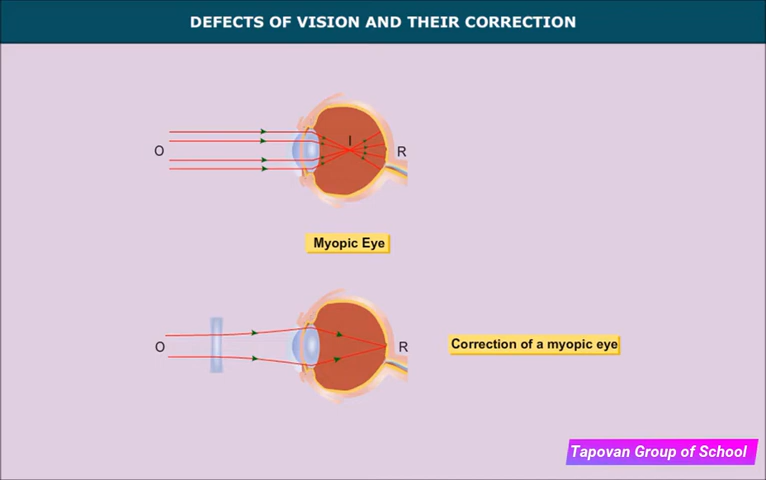 DEFECTS OF VISION AND THEIR CORRECTION
I
O
R
Myopic Eye
O
R
Correction of a myopic eye
Tapovan Group of School